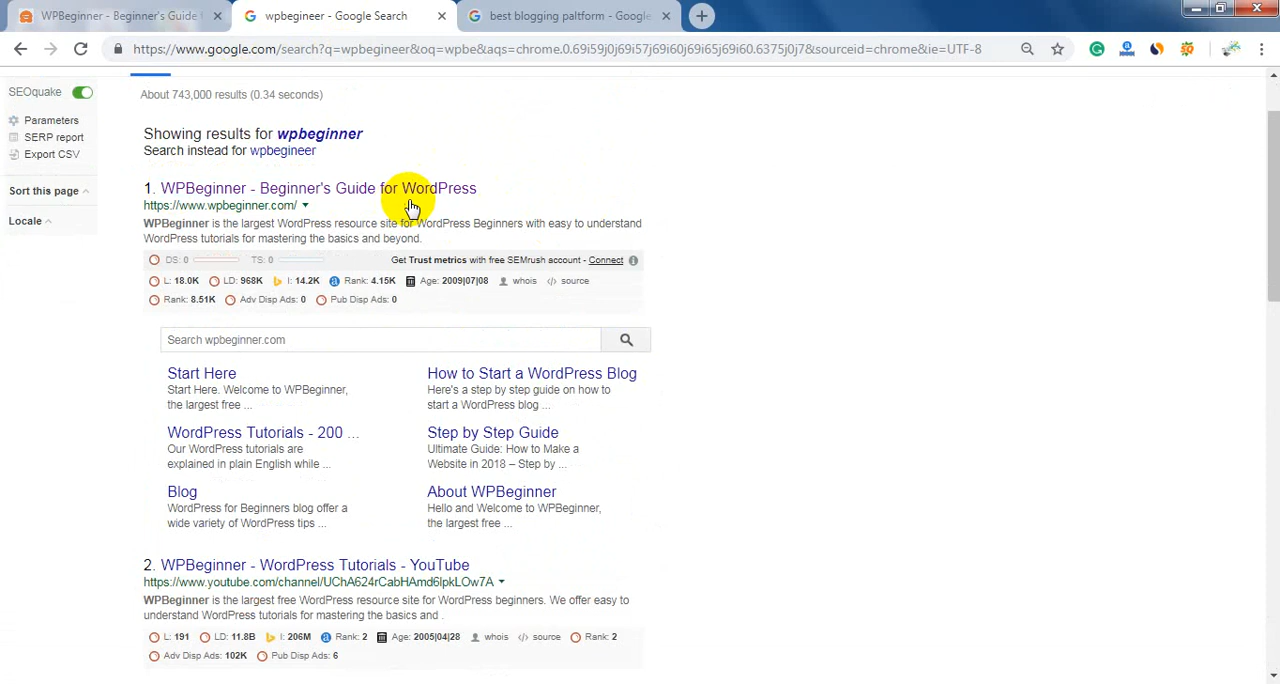 WPBeginner - Beginner's Guide t
wpbegineer - Google Search
best blogging paltform - Google
https://www.google.com/search?q=wpbegineer&oq=wpbe&aqs=chrome.0.69i59j0j69i57j69i60j69i65j69i60.6375j0j7&sourceid=chrome&ie=UTF-8
SEOquake
Parameters
SERP report
Export CSV
Sort this page
Locale
About 743,000 results (0.34 seconds)
Showing results for wpbeginner
Search instead for wpbegineer
1. WPBeginner - Beginner's Guide for WordPress
https://www.wpbeginner.com/
WPBeginner is the largest WordPress resource site for WordPress Beginners with easy to understand
WordPress tutorials for mastering the basics and beyond.
DS: 0 TS: 0 Get Trust metrics with free SEMrush account - Connect
L: 18.0K LD: 968K I: 14.2K Rank: 4.15K Age: 2009|07|08 whois source
Rank: 8.51K Adv Disp Ads: 0 Pub Disp Ads: 0
Search wpbeginner.com
Start Here
Start Here. Welcome to WPBeginner,
the largest free ...
How to Start a WordPress Blog
Here's a step by step guide on how to
start a WordPress blog ...
WordPress Tutorials - 200 ...
Our WordPress tutorials are
explained in plain English while ...
Step by Step Guide
Ultimate Guide: How to Make a
Website in 2018 – Step by ...
Blog
WordPress for Beginners blog offer a
wide variety of WordPress tips ...
About WPBeginner
Hello and Welcome to WPBeginner,
the largest free ...
2. WPBeginner - WordPress Tutorials - YouTube
https://www.youtube.com/channel/UChA624rCabHAmd6lpkLOw7A
WPBeginner is the largest free WordPress resource site for WordPress beginners. We offer easy to
understand WordPress tutorials for mastering the basics and .
L: 191 LD: 11.8B I: 206M Rank: 2 Age: 2005|04|28 whois source Rank: 2
Adv Disp Ads: 102K Pub Disp Ads: 6